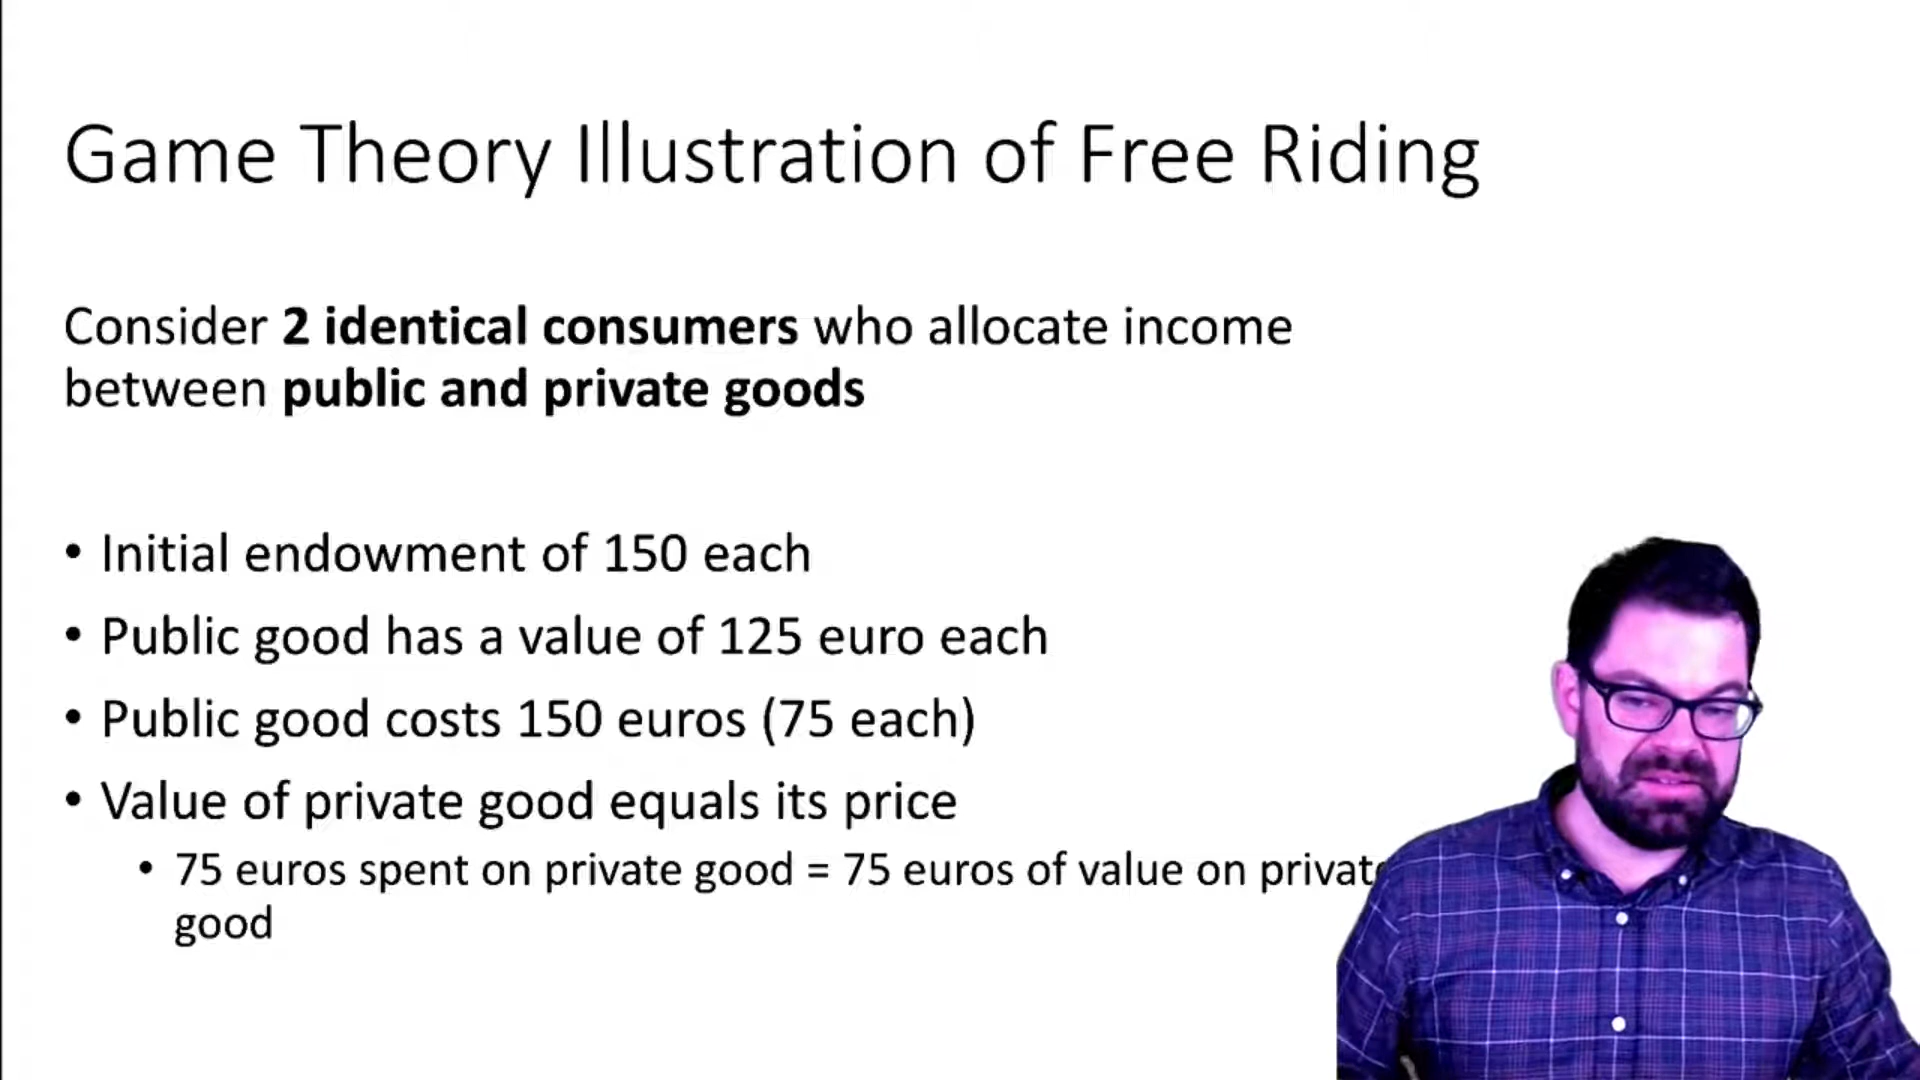 Game Theory Illustration of Free Riding
Consider 2 identical consumers who allocate income
between public and private goods
• Initial endowment of 150 each
• Public good has a value of 125 euro each
• Public good costs 150 euros (75 each)
• Value of private good equals its price
• 75 euros spent on private good = 75 euros of value on private
good